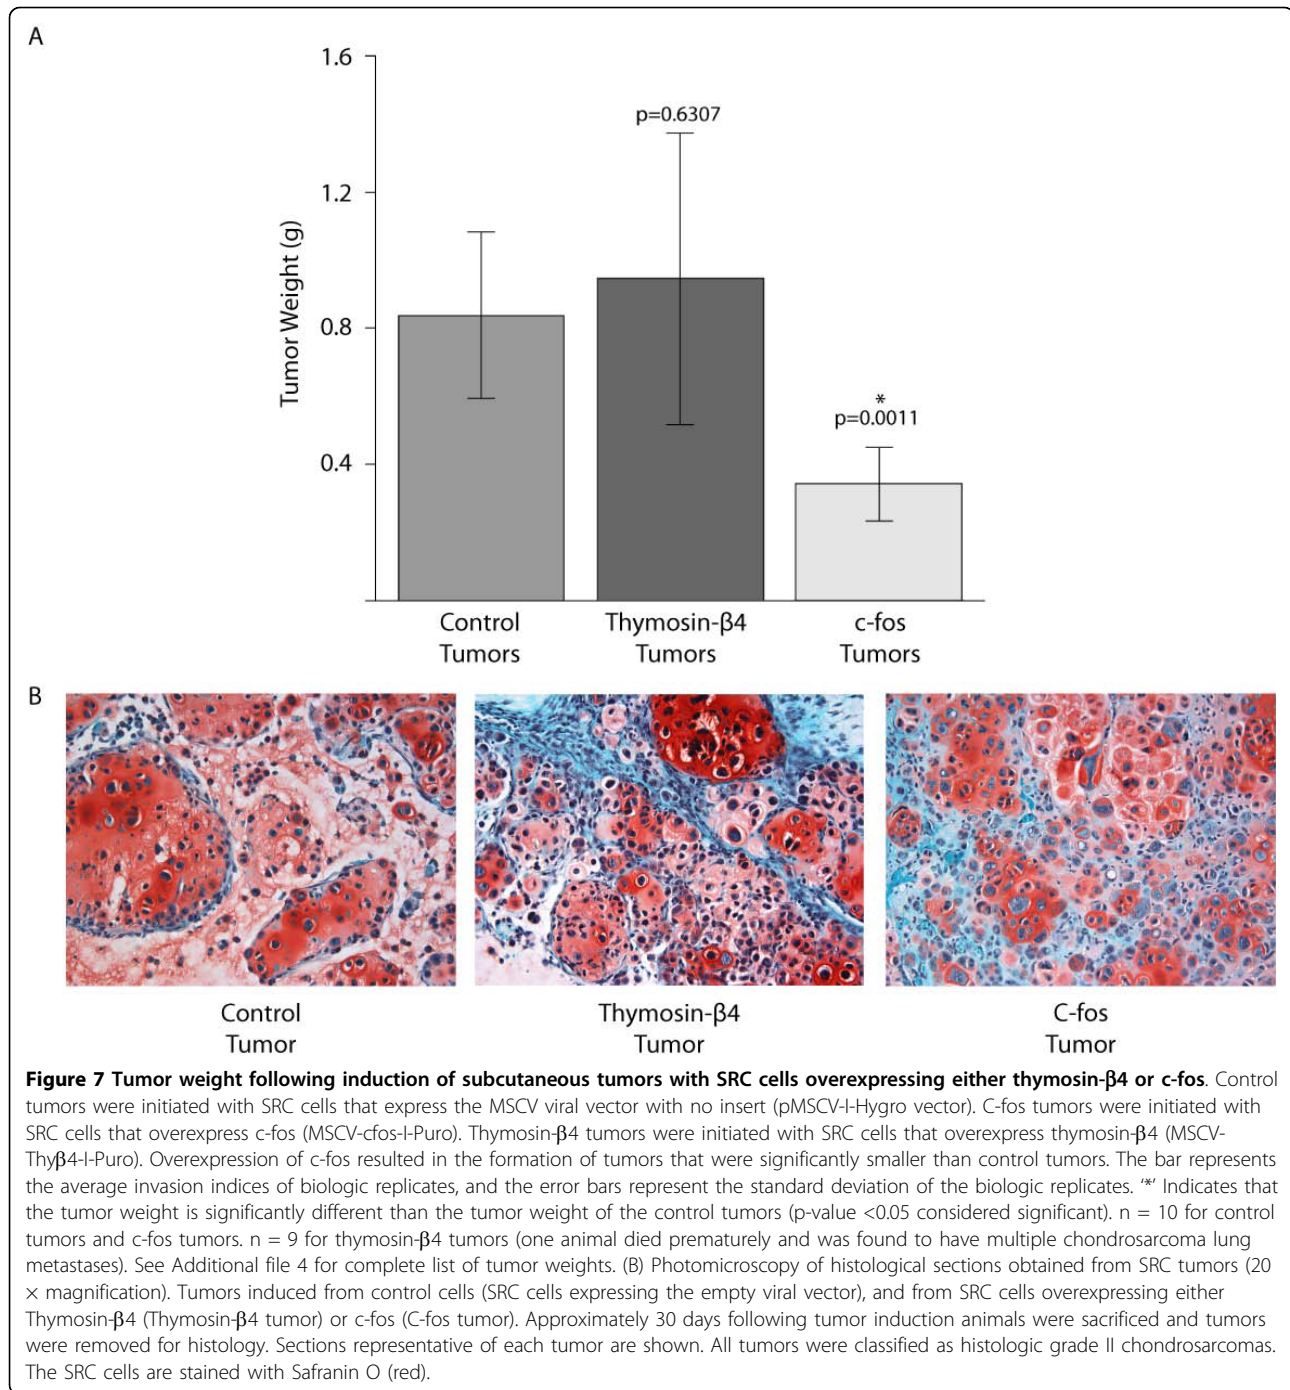 A
1.6
1.2
0.8
0.4
Tumor Weight (g)
p=0.6307
*
p=0.0011
Control
Tumors
Thymosin-β4
Tumors
c-fos
Tumors
B
Control
Tumor
Thymosin-β4
Tumor
C-fos
Tumor
Figure 7 Tumor weight following induction of subcutaneous tumors with SRC cells overexpressing either thymosin-β4 or c-fos. Control
tumors were initiated with SRC cells that express the MSCV viral vector with no insert (pMSCV-I-Hygro vector). C-fos tumors were initiated with
SRC cells that overexpress c-fos (MSCV-cfos-I-Puro). Thymosin-β4 tumors were initiated with SRC cells that overexpress thymosin-β4 (MSCV-
Thyβ4-I-Puro). Overexpression of c-fos resulted in the formation of tumors that were significantly smaller than control tumors. The bar represents
the average invasion indices of biologic replicates, and the error bars represent the standard deviation of the biologic replicates. ‘*’ Indicates that
the tumor weight is significantly different than the tumor weight of the control tumors (p-value <0.05 considered significant). n = 10 for control
tumors and c-fos tumors. n = 9 for thymosin-β4 tumors (one animal died prematurely and was found to have multiple chondrosarcoma lung
metastases). See Additional file 4 for complete list of tumor weights. (B) Photomicroscopy of histological sections obtained from SRC tumors (20
× magnification). Tumors induced from control cells (SRC cells expressing the empty viral vector), and from SRC cells overexpressing either
Thymosin-β4 (Thymosin-β4 tumor) or c-fos (C-fos tumor). Approximately 30 days following tumor induction animals were sacrificed and tumors
were removed for histology. Sections representative of each tumor are shown. All tumors were classified as histologic grade II chondrosarcomas.
The SRC cells are stained with Safranin O (red).